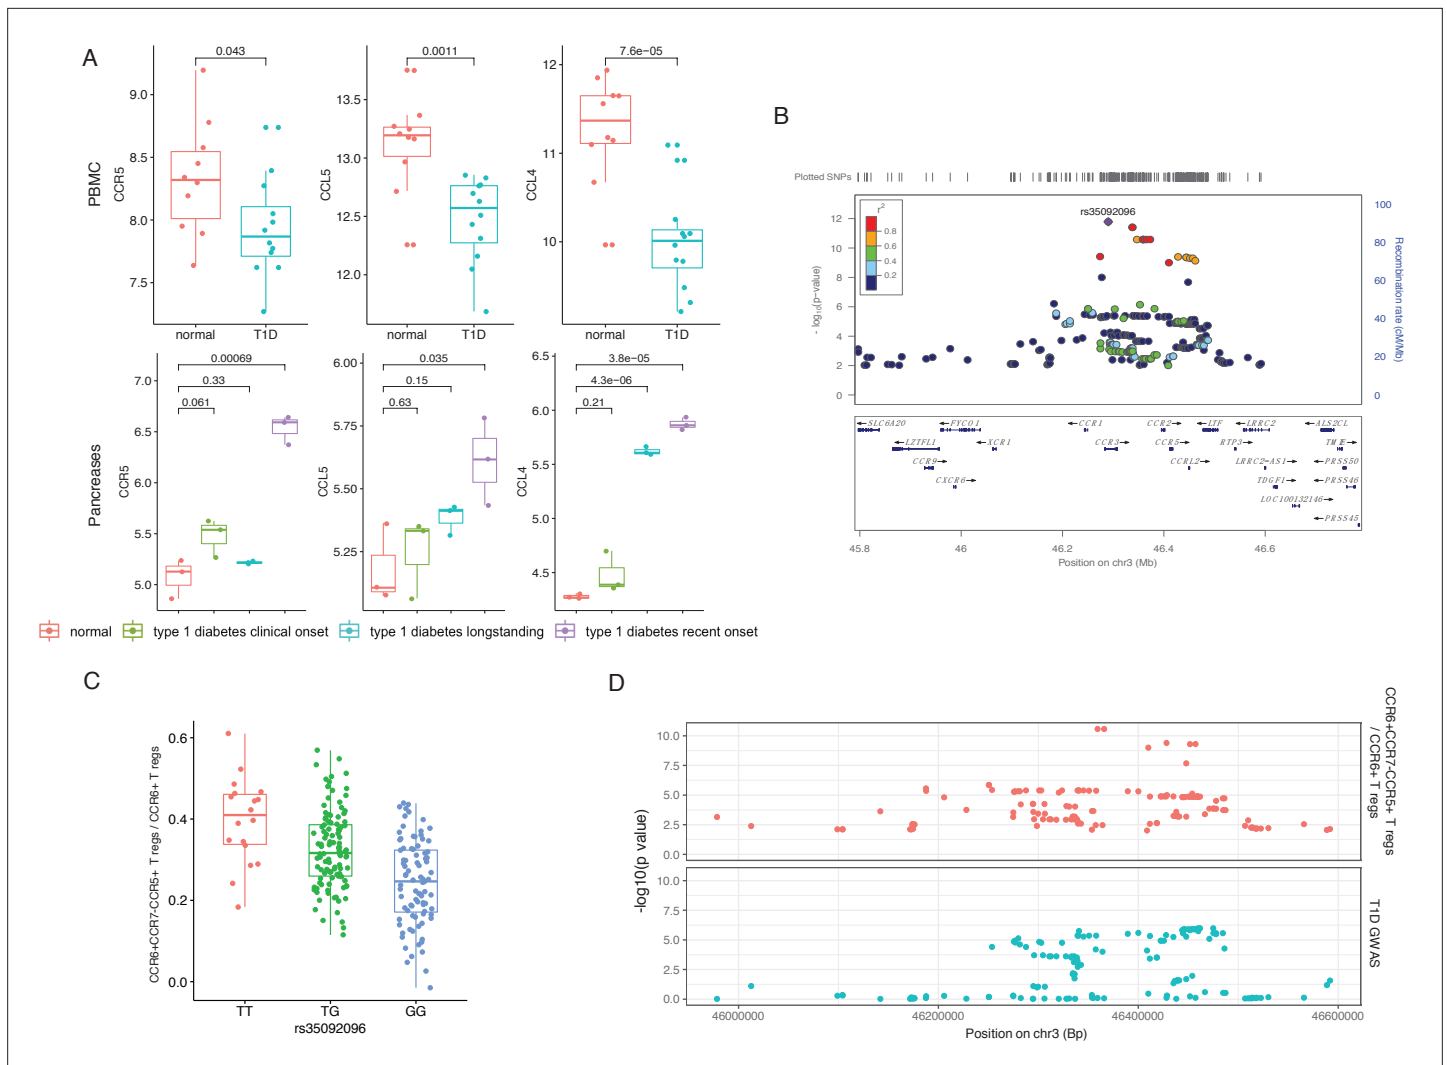 A
PBMC
CCR5
9.0
8.5
8.0
7.5
0.043
normal
T1D
CCL5
13.5
13.0
12.5
12.0
0.0011
normal
T1D
CCL4
12
11
10
7.6e-05
normal
T1D
Pancreases
CCR5
7.0
6.5
6.0
5.5
5.0
0.00069
0.33
0.061
CCL5
6.00
5.75
5.50
5.25
0.035
0.15
0.63
CCL4
6.5
6.0
5.5
5.0
4.5
3.8e-05
4.3e-06
0.21
normal
type 1 diabetes clinical onset
type 1 diabetes longstanding
type 1 diabetes recent onset
B
Plotted SNPs
rs35092096
r²
0.8
0.6
0.4
0.2
- log₁₀(p-value)
12
10
8
6
4
2
0
Recombination rate (cM/Mb)
100
80
60
40
20
0
SLC6A20
FYCO1
CCR1
CCR2
LTF
LRRC2
ALS2CL
LZTFL1
XCR1
CCR3
CCR5
RTP3
TMIE
CCR9
CCRL2
LRRC2-AS1
PRSS50
CXCR6
TDGF1
PRSS46
LOC100132146
PRSS45
45.8
46
46.2
46.4
46.6
Position on chr3 (Mb)
C
CCR6+CCR7-CCR5+ T regs / CCR6+ T regs
0.6
0.4
0.2
0.0
TT
TG
GG
rs35092096
D
-log10(p value)
10.0
7.5
5.0
2.5
0.0
CCR6+CCR7-CCR5+ T regs
/ CCR6+ T regs
10.0
7.5
5.0
2.5
0.0
T1D GWAS
46000000
46200000
46400000
46600000
Position on chr3 (Bp)